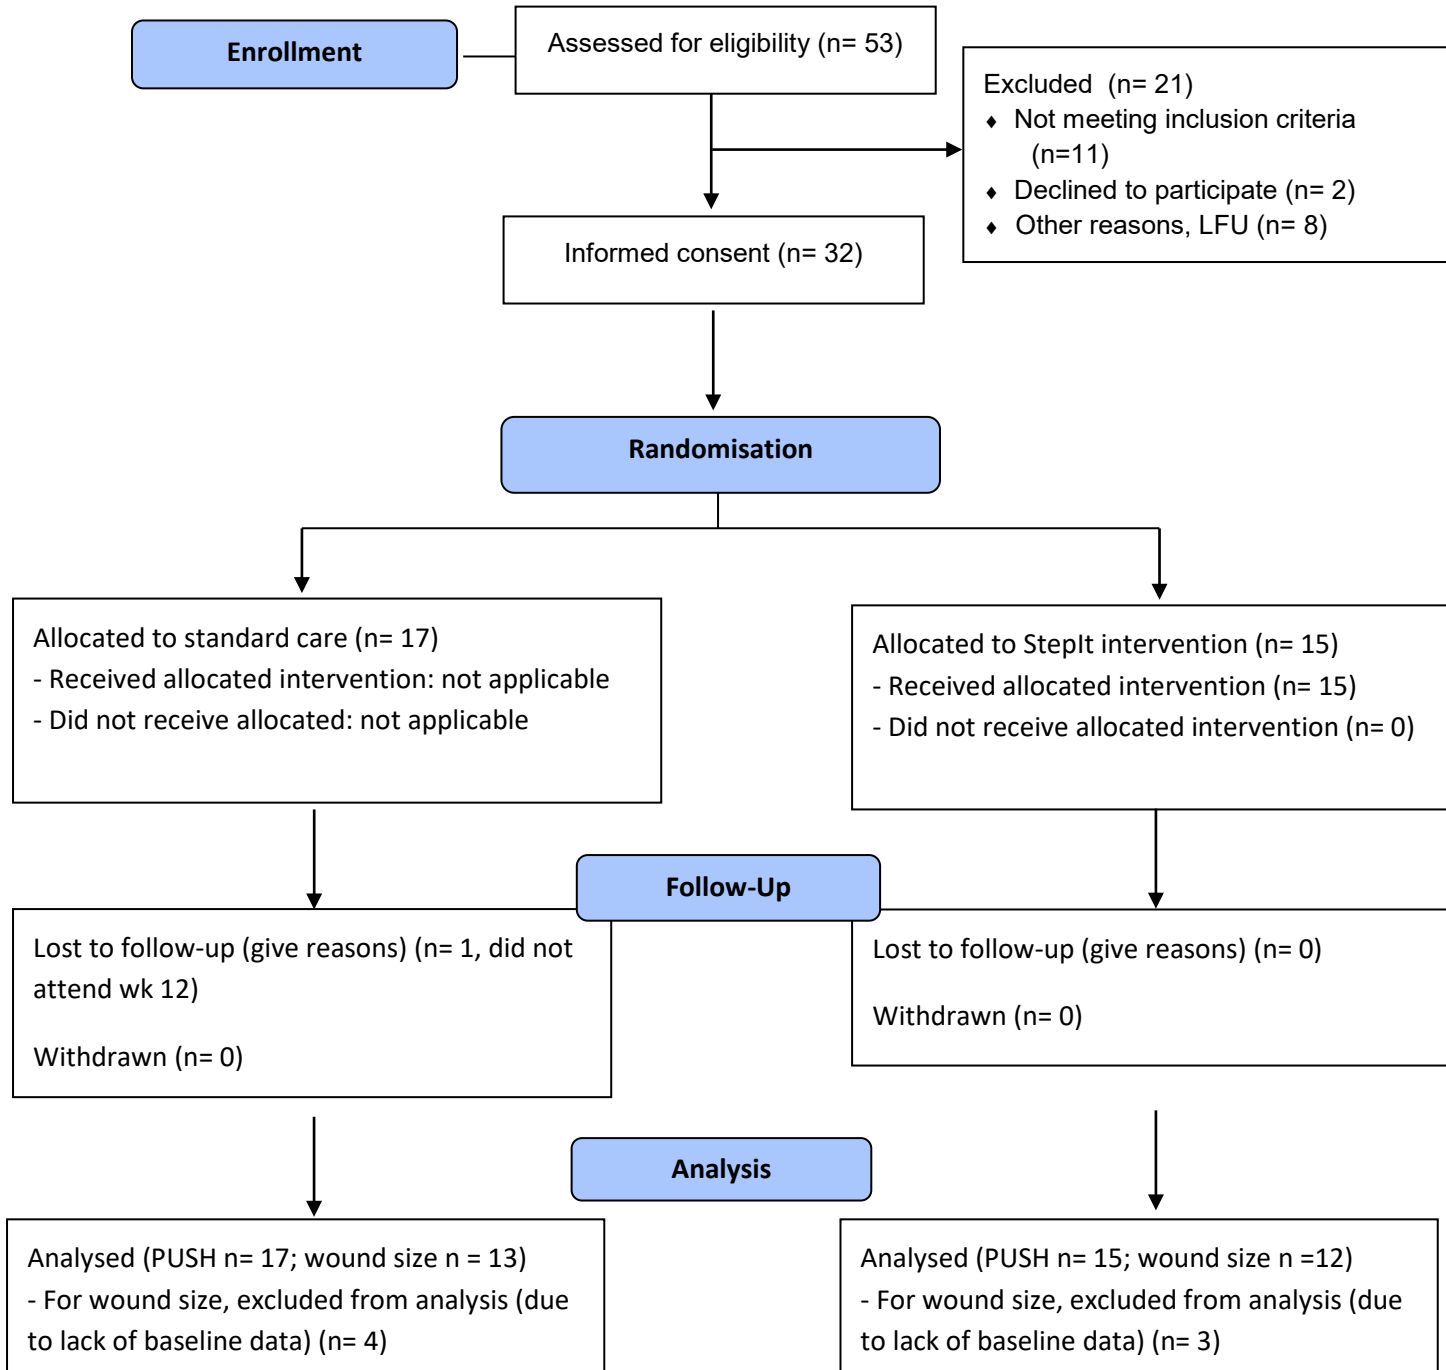 Enrollment
Assessed for eligibility (n= 53)
Excluded  (n= 21)
♦ Not meeting inclusion criteria
(n=11)
♦ Declined to participate (n= 2)
♦ Other reasons, LFU (n= 8)
Informed consent (n= 32)
Randomisation
Allocated to standard care (n= 17)
- Received allocated intervention: not applicable
- Did not receive allocated: not applicable
Allocated to StepIt intervention (n= 15)
- Received allocated intervention (n= 15)
- Did not receive allocated intervention (n= 0)
Follow-Up
Lost to follow-up (give reasons) (n= 1, did not
attend wk 12)
Withdrawn (n= 0)
Lost to follow-up (give reasons) (n= 0)
Withdrawn (n= 0)
Analysis
Analysed (PUSH n= 17; wound size n = 13)
- For wound size, excluded from analysis (due
to lack of baseline data) (n= 4)
Analysed (PUSH n= 15; wound size n =12)
- For wound size, excluded from analysis (due
to lack of baseline data) (n= 3)